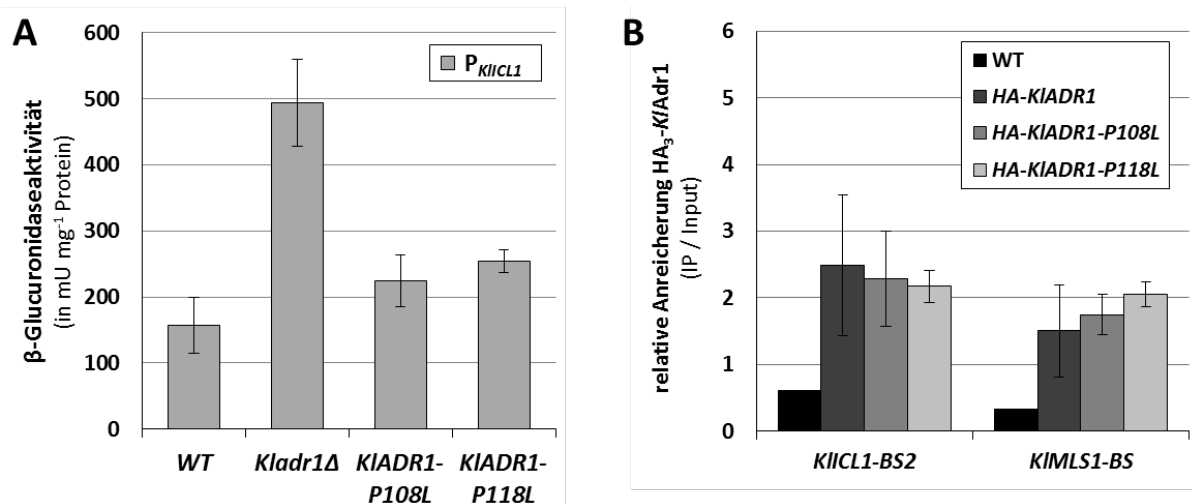 A
β-Glucuronidaseaktivität
(in mU mg⁻¹ Protein)
600
500
400
300
200
100
0
P_KlICL1
WT
Kladr1Δ
KlADR1-
P108L
KlADR1-
P118L
B
relative Anreicherung HA₃-KlAdr1
(IP / Input)
6
5
4
3
2
1
0
WT
HA-KlADR1
HA-KlADR1-P108L
HA-KlADR1-P118L
KlICL1-BS2
KlMLS1-BS